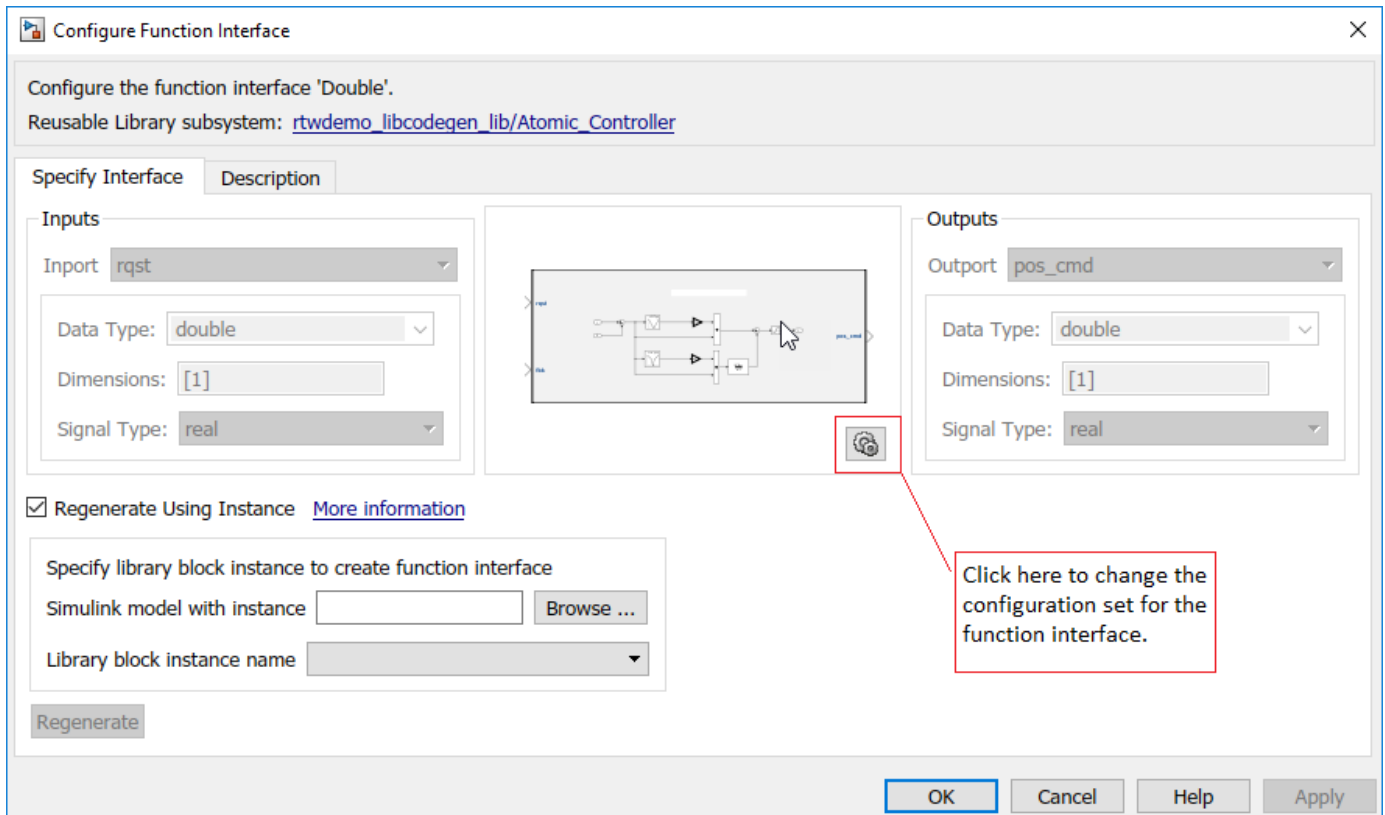 Configure Function Interface
Configure the function interface 'Double'.
Reusable Library subsystem: rtwdemo_libcodegen_lib/Atomic_Controller
Specify Interface Description
Inputs
Inport rqst
Data Type: double
Dimensions: [1]
Signal Type: real
rqst
pos_cmd
Outputs
Outport pos_cmd
Data Type: double
Dimensions: [1]
Signal Type: real
Regenerate Using Instance More information
Specify library block instance to create function interface
Simulink model with instance Browse ...
Library block instance name
Click here to change the
configuration set for the
function interface.
Regenerate
OK Cancel Help Apply